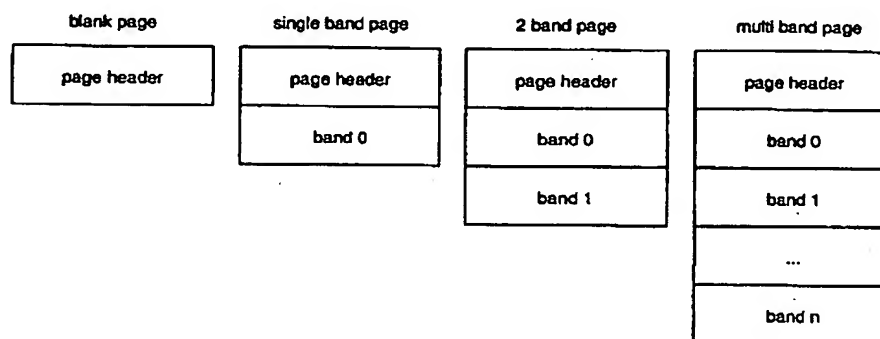 blank page
page header
single band page
page header
band 0
2 band page
page header
band 0
band 1
multi band page
page header
band 0
band 1
...
band n